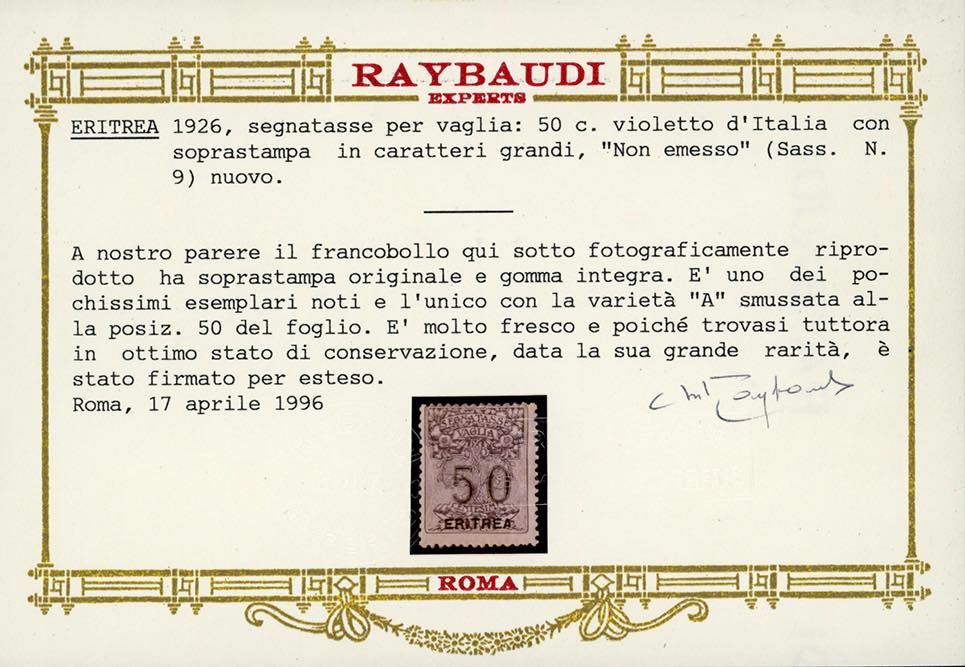 RAYBAUDI
EXPERTS
ERITREA 1926, segnatasse per vaglia: 50 c. violetto d'Italia con
soprastampa in caratteri grandi, "Non emesso" (Sass. N.
9) nuovo.
A nostro parere il francobollo qui sotto fotograficamente ripro-
dotto ha soprastampa originale e gomma integra. E' uno dei po-
chissimi esemplari noti e l'unico con la varietà "A" smussata al-
la posiz. 50 del foglio. E' molto fresco e poiché trovasi tuttora
in ottimo stato di conservazione, data la sua grande rarità, è
stato firmato per esteso.
Roma, 17 aprile 1996
SEGNATASSE
VAGLIA
50
CENTESIMI
ERITREA
ROMA